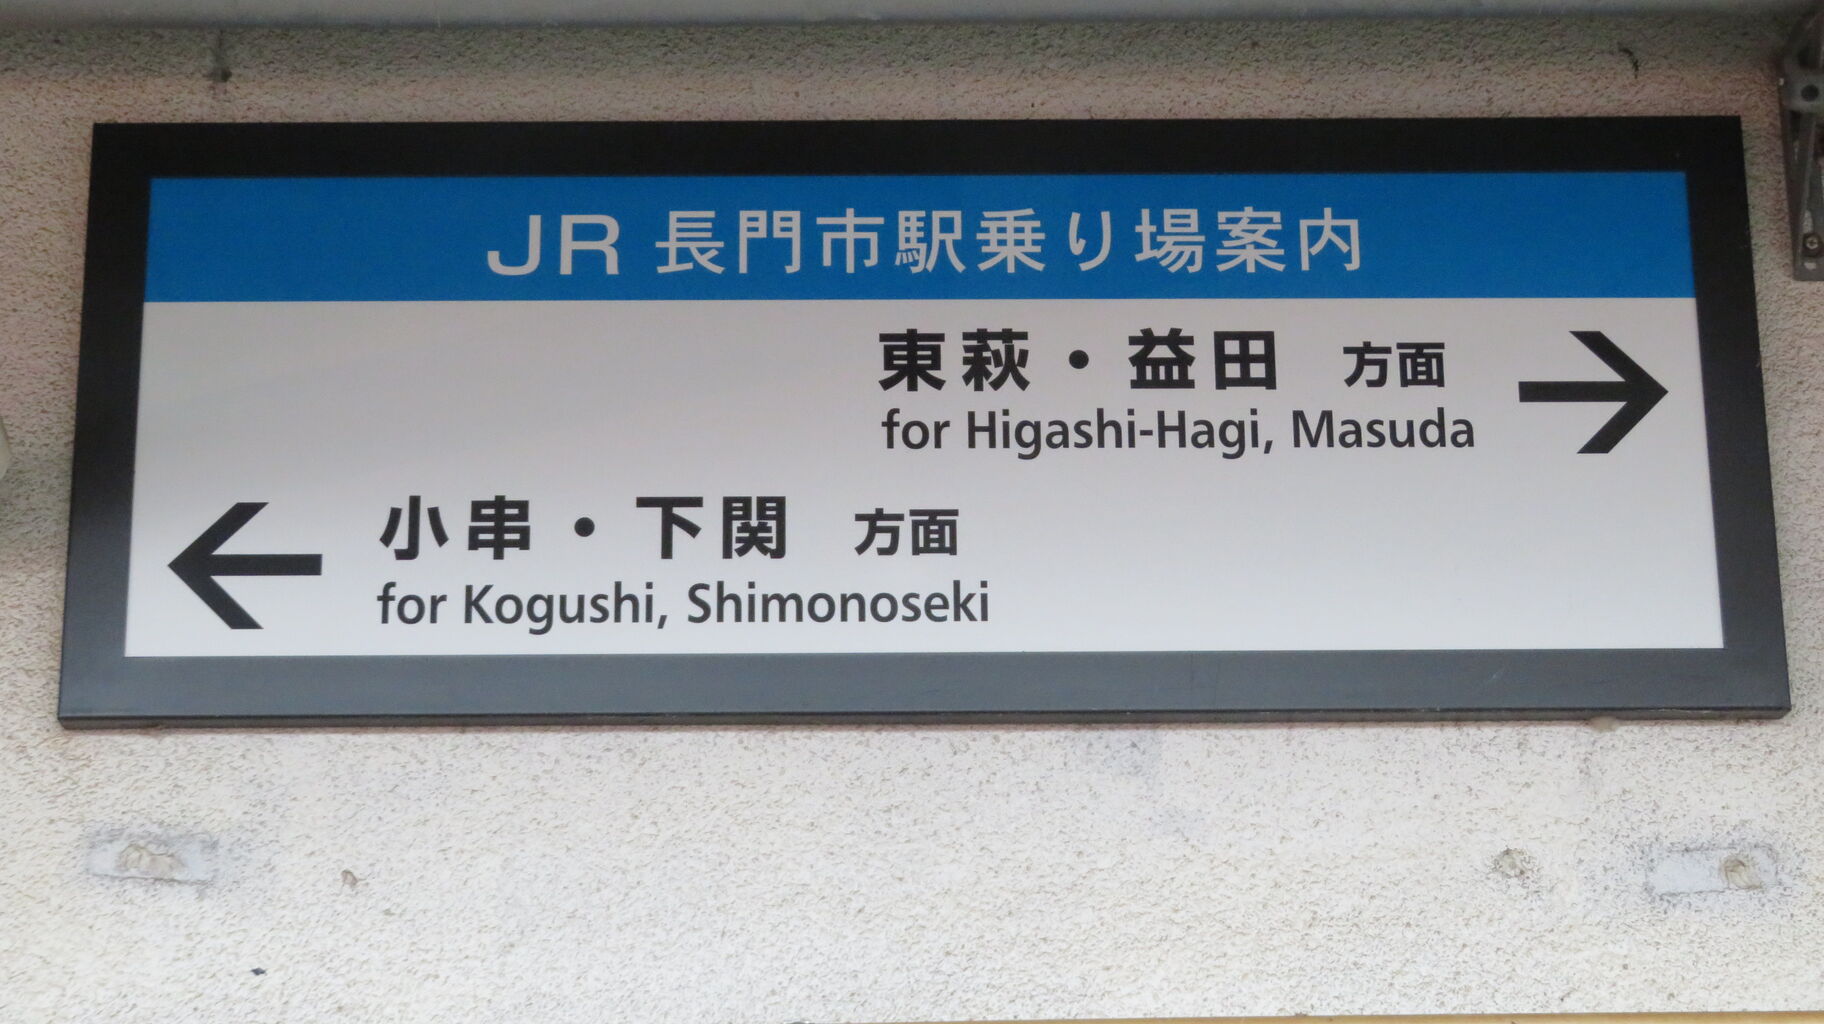 JR 長門市駅乗り場案内
東萩・益田 方面
for Higashi-Hagi, Masuda
小串・下関 方面
for Kogushi, Shimonoseki